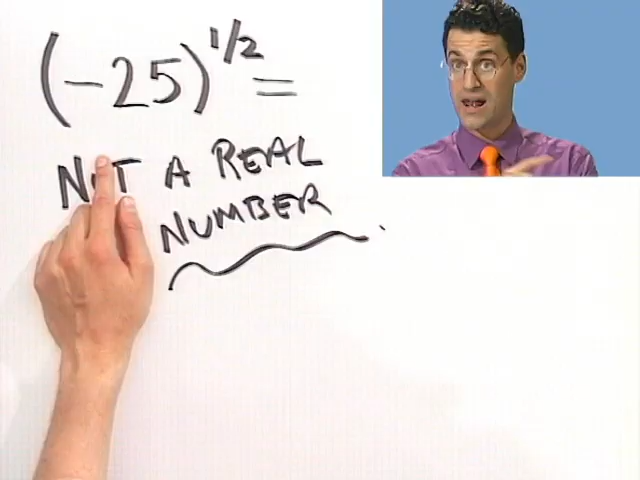 (-25)^1/2 =
NOT A REAL
NUMBER